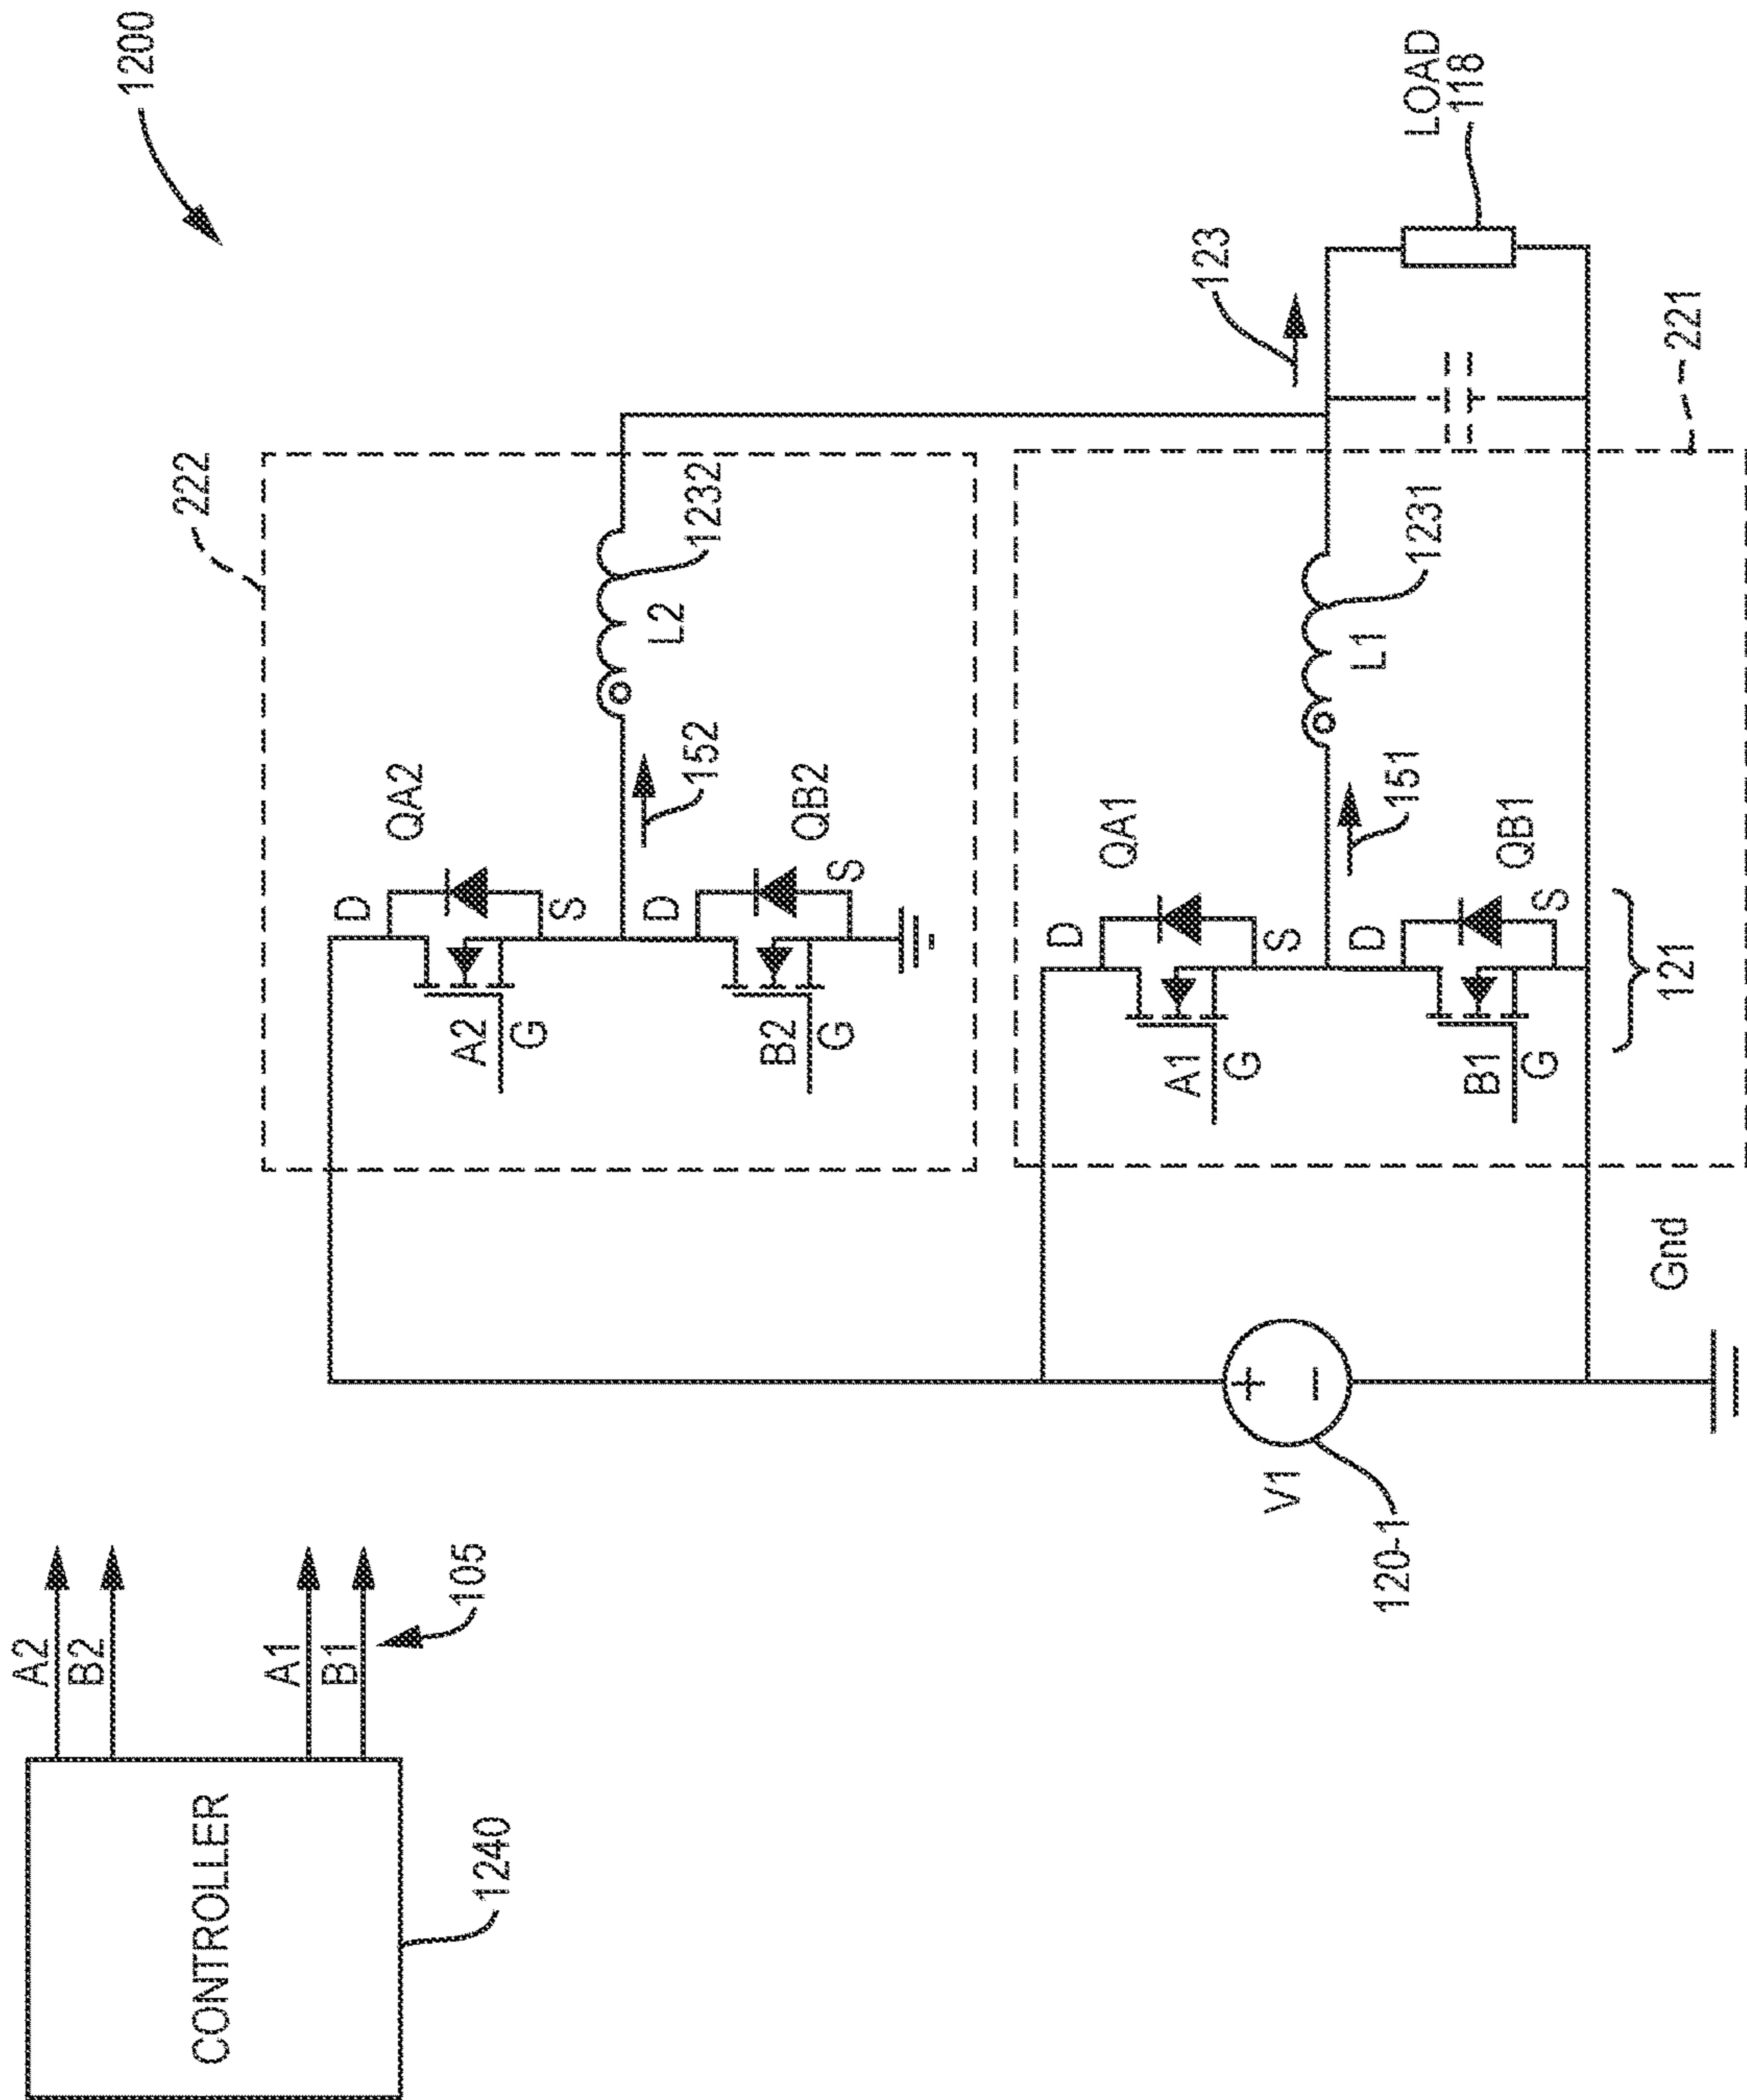 1200
CONTROLLER
1240
A2
B2
A1
B1
105
222
D
QA2
A2
G
S
152
L2
1232
D
B2
G
QB2
S
D
QA1
A1
G
S
151
L1
1231
D
B1
G
QB1
S
121
V1
+
−
120-1
Gnd
123
LOAD
118
221